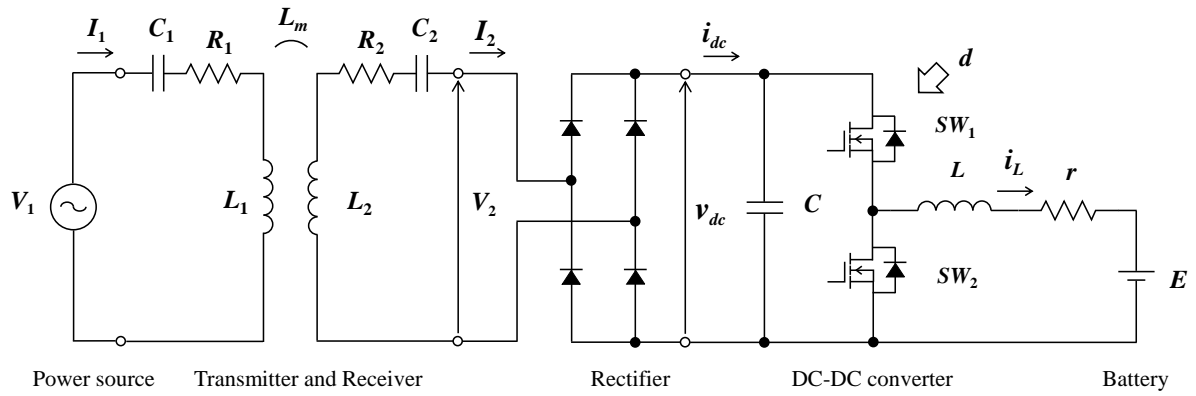 I1
C1
R1
Lm
R2
C2
I2
idc
d
SW1
V1
L1
L2
V2
vdc
C
L
iL
r
SW2
E
Power source
Transmitter and Receiver
Rectifier
DC-DC converter
Battery